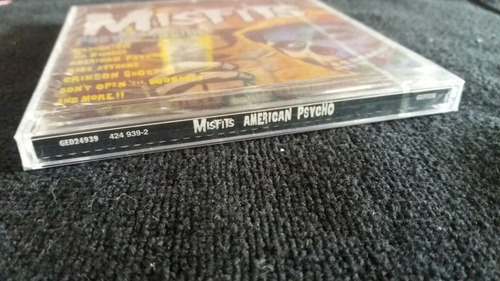 MISFITS
AMERICAN PSYCHO
CRIMSON GHOST
DON'T OPEN 'TIL DOOMSDAY
AND MORE!!
GED24939 424 939-2 MISFITS AMERICAN PSYCHO